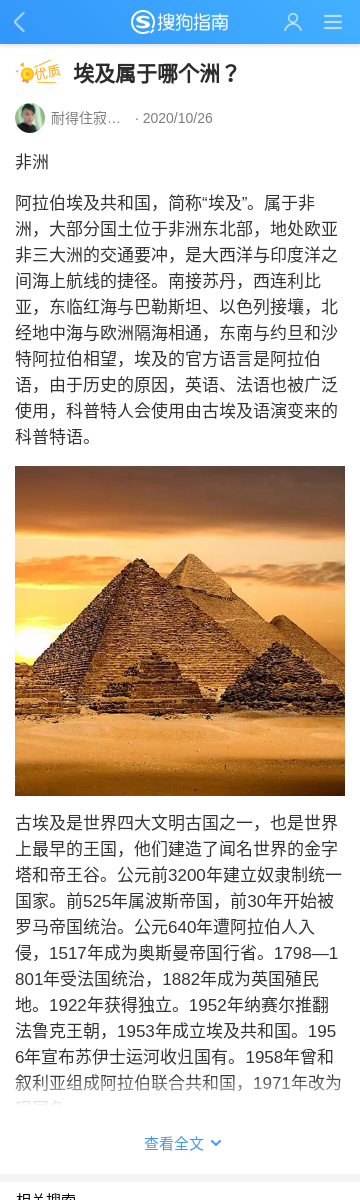 搜狗指南
优质 埃及属于哪个洲？
耐得住寂… · 2020/10/26
非洲
阿拉伯埃及共和国，简称“埃及”。属于非
洲，大部分国土位于非洲东北部，地处欧亚
非三大洲的交通要冲，是大西洋与印度洋之
间海上航线的捷径。南接苏丹，西连利比
亚，东临红海与巴勒斯坦、以色列接壤，北
经地中海与欧洲隔海相通，东南与约旦和沙
特阿拉伯相望，埃及的官方语言是阿拉伯
语，由于历史的原因，英语、法语也被广泛
使用，科普特人会使用由古埃及语演变来的
科普特语。
古埃及是世界四大文明古国之一，也是世界
上最早的王国，他们建造了闻名世界的金字
塔和帝王谷。公元前3200年建立奴隶制统一
国家。前525年属波斯帝国，前30年开始被
罗马帝国统治。公元640年遭阿拉伯人入
侵，1517年成为奥斯曼帝国行省。1798—1
801年受法国统治，1882年成为英国殖民
地。1922年获得独立。1952年纳赛尔推翻
法鲁克王朝，1953年成立埃及共和国。195
6年宣布苏伊士运河收归国有。1958年曾和
叙利亚组成阿拉伯联合共和国，1971年改为
查看全文
相关搜索